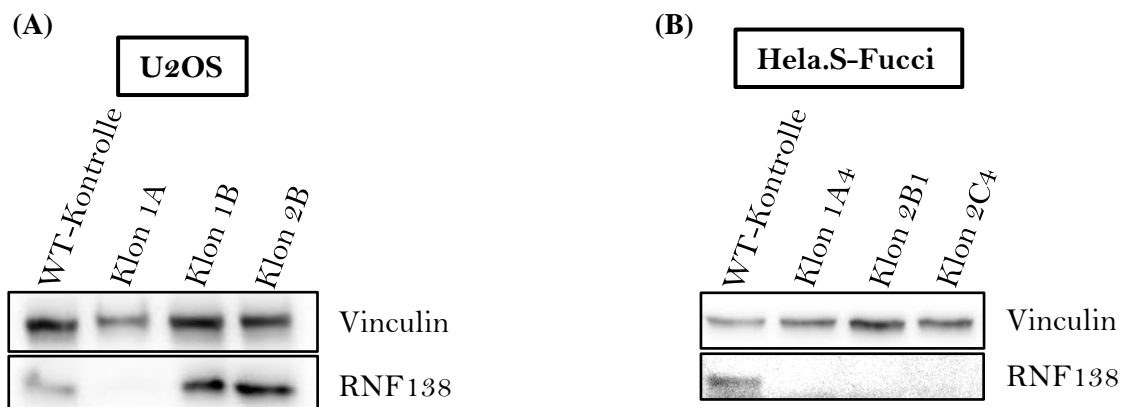 (A)
U2OS
WT-Kontrolle
Klon 1A
Klon 1B
Klon 2B
Vinculin
RNF138
(B)
Hela.S-Fucci
WT-Kontrolle
Klon 1A4
Klon 2B1
Klon 2C4
Vinculin
RNF138